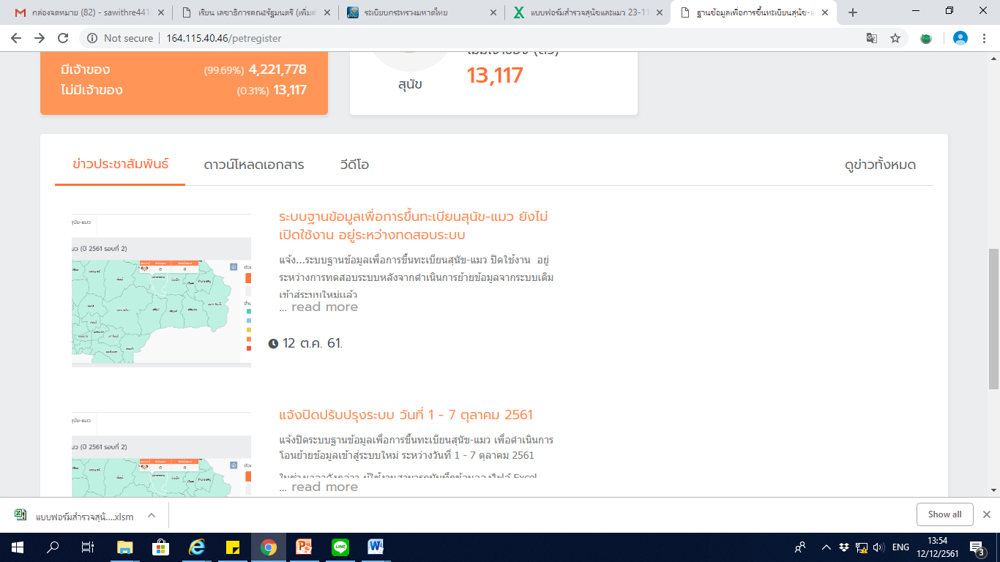 กล่องจดหมาย (82) - sawithre441
เรียน เลขาธิการคณะรัฐมนตรี (เพิ่มเ
ระเบียบกระทรวงมหาดไทย
แบบฟอร์มสำรวจสุนัขและแมว 23-11
ฐานข้อมูลเพื่อการขึ้นทะเบียนสุนัข-แ
Not secure
164.115.40.46/petregister
มีเจ้าของ (99.69%) 4,221,778
ไม่มีเจ้าของ (0.31%) 13,117
ไม่มีเจ้าของ (ตัว)
13,117
สุนัข
ข่าวประชาสัมพันธ์ ดาวน์โหลดเอกสาร วีดีโอ ดูข่าวทั้งหมด
สุนัข-แมว
มว (ปี 2561 รอบที่ 2)
0 0
ระบบฐานข้อมูลเพื่อการขึ้นทะเบียนสุนัข-แมว ยังไม่
เปิดใช้งาน อยู่ระหว่างทดสอบระบบ
แจ้ง...ระบบฐานข้อมูลเพื่อการขึ้นทะเบียนสุนัข-แมว ปิดใช้งาน อยู่
ระหว่างการทดสอบระบบหลังจากดำเนินการย้ายข้อมูลจากระบบเดิม
เข้าสู่ระบบใหม่แล้ว
... read more
12 ต.ค. 61.
สุนัข-แมว
มว (ปี 2561 รอบที่ 2)
0 0
แจ้งปิดปรับปรุงระบบ วันที่ 1 - 7 ตุลาคม 2561
แจ้งปิดระบบฐานข้อมูลเพื่อการขึ้นทะเบียนสุนัข-แมว เพื่อดำเนินการ
โอนย้ายข้อมูลเข้าสู่ระบบใหม่ ระหว่างวันที่ 1 - 7 ตุลาคม 2561
ในช่วงเวลาดังกล่าว ผู้ใช้งานสามารถบันทึกข้อมูลลงไฟล์ Excel
... read more
แบบฟอร์มสำรวจสุนั....xlsm
Show all
ENG
13:54
12/12/2561
3